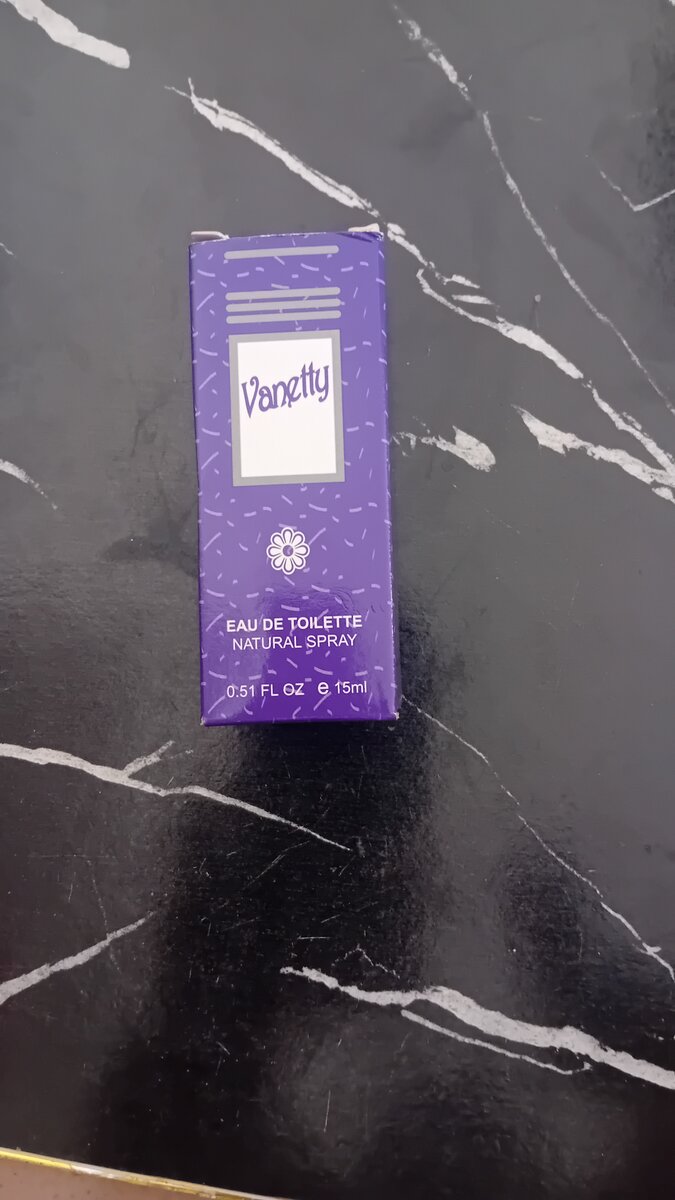 Vanetty
EAU DE TOILETTE
NATURAL SPRAY
0.51 FL OZ e 15ml